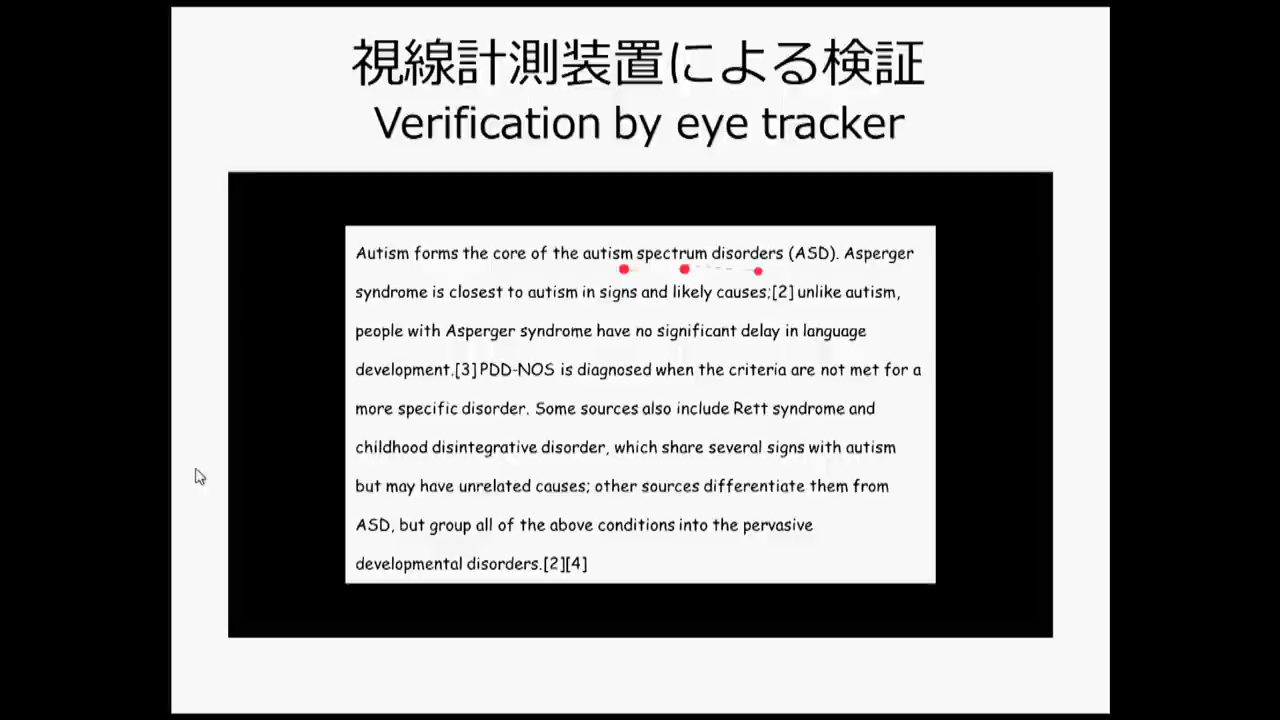 視線計測装置による検証
Verification by eye tracker
Autism forms the core of the autism spectrum disorders (ASD). Asperger
syndrome is closest to autism in signs and likely causes;[2] unlike autism,
people with Asperger syndrome have no significant delay in language
development.[3] PDD-NOS is diagnosed when the criteria are not met for a
more specific disorder. Some sources also include Rett syndrome and
childhood disintegrative disorder, which share several signs with autism
but may have unrelated causes; other sources differentiate them from
ASD, but group all of the above conditions into the pervasive
developmental disorders.[2][4]